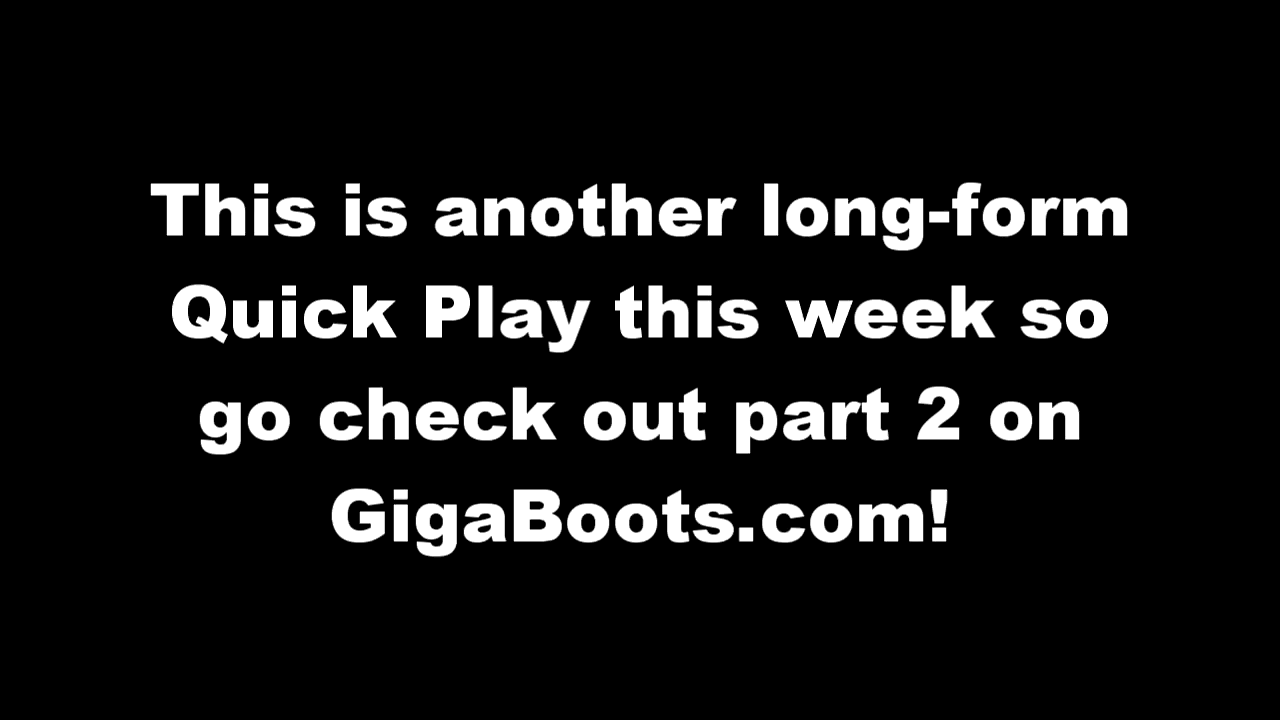 This is another long-form
Quick Play this week so
go check out part 2 on
GigaBoots.com!